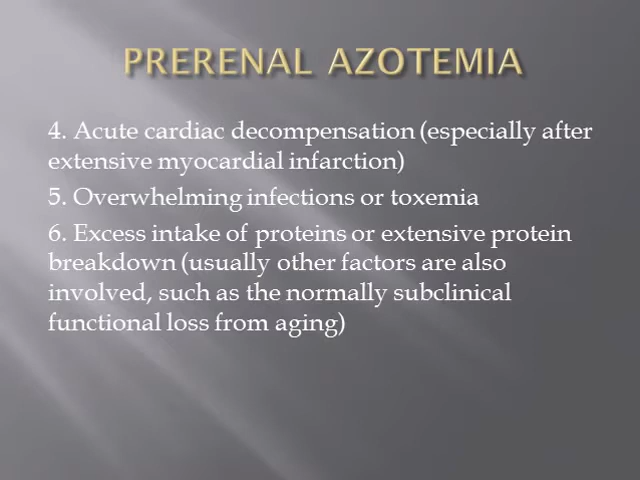 PRERENAL AZOTEMIA
4. Acute cardiac decompensation (especially after
extensive myocardial infarction)
5. Overwhelming infections or toxemia
6. Excess intake of proteins or extensive protein
breakdown (usually other factors are also
involved, such as the normally subclinical
functional loss from aging)